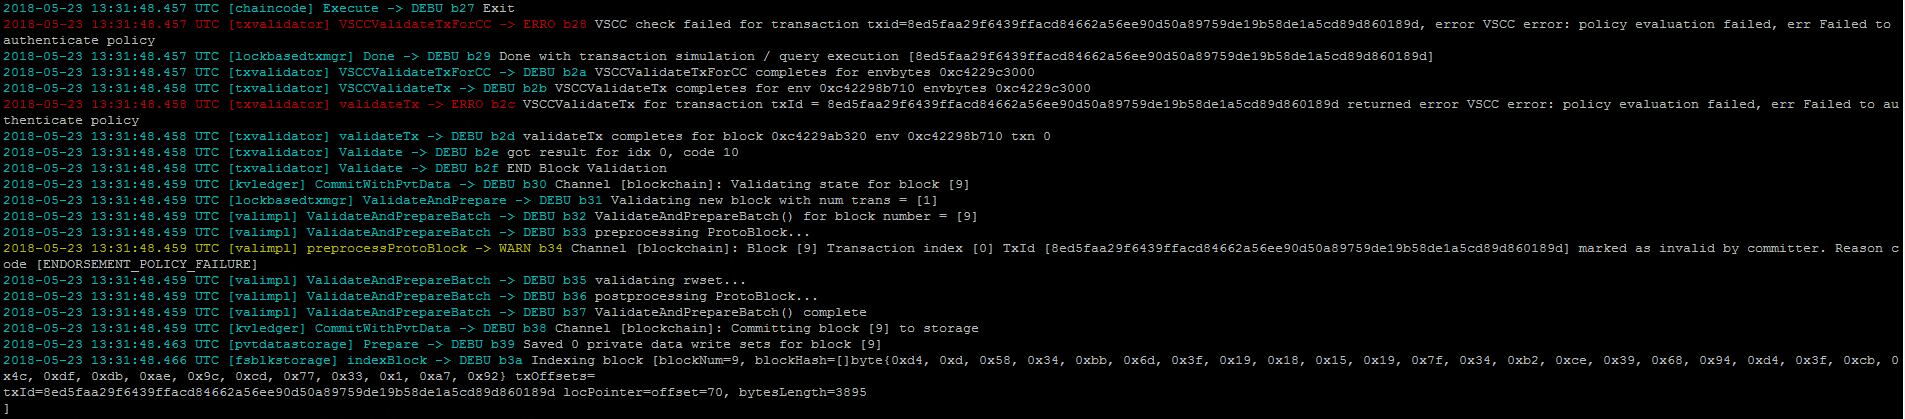 2018-05-23 13:31:48.457 UTC [chaincode] Execute -> DEBU b27 Exit
2018-05-23 13:31:48.457 UTC [txvalidator] VSCCValidateTxForCC -> ERRO b28 VSCC check failed for transaction txid=8ed5faa29f6439ffacd84662a56ee90d50a89759de19b58de1a5cd89d860189d, error VSCC error: policy evaluation failed, err Failed to
authenticate policy
2018-05-23 13:31:48.457 UTC [lockbasedtxmgr] Done -> DEBU b29 Done with transaction simulation / query execution [8ed5faa29f6439ffacd84662a56ee90d50a89759de19b58de1a5cd89d860189d]
2018-05-23 13:31:48.457 UTC [txvalidator] VSCCValidateTxForCC -> DEBU b2a VSCCValidateTxForCC completes for envbytes 0xc4229c3000
2018-05-23 13:31:48.458 UTC [txvalidator] VSCCValidateTx -> DEBU b2b VSCCValidateTx completes for env 0xc42298b710 envbytes 0xc4229c3000
2018-05-23 13:31:48.458 UTC [txvalidator] validateTx -> ERRO b2c VSCCValidateTx for transaction txId = 8ed5faa29f6439ffacd84662a56ee90d50a89759de19b58de1a5cd89d860189d returned error VSCC error: policy evaluation failed, err Failed to au
thenticate policy
2018-05-23 13:31:48.458 UTC [txvalidator] validateTx -> DEBU b2d validateTx completes for block 0xc4229ab320 env 0xc42298b710 txn 0
2018-05-23 13:31:48.458 UTC [txvalidator] Validate -> DEBU b2e got result for idx 0, code 10
2018-05-23 13:31:48.458 UTC [txvalidator] Validate -> DEBU b2f END Block Validation
2018-05-23 13:31:48.459 UTC [kvledger] CommitWithPvtData -> DEBU b30 Channel [blockchain]: Validating state for block [9]
2018-05-23 13:31:48.459 UTC [lockbasedtxmgr] ValidateAndPrepare -> DEBU b31 Validating new block with num trans = [1]
2018-05-23 13:31:48.459 UTC [valimpl] ValidateAndPrepareBatch -> DEBU b32 ValidateAndPrepareBatch() for block number = [9]
2018-05-23 13:31:48.459 UTC [valimpl] ValidateAndPrepareBatch -> DEBU b33 preprocessing ProtoBlock...
2018-05-23 13:31:48.459 UTC [valimpl] preprocessProtoBlock -> WARN b34 Channel [blockchain]: Block [9] Transaction index [0] TxId [8ed5faa29f6439ffacd84662a56ee90d50a89759de19b58de1a5cd89d860189d] marked as invalid by committer. Reason c
ode [ENDORSEMENT_POLICY_FAILURE]
2018-05-23 13:31:48.459 UTC [valimpl] ValidateAndPrepareBatch -> DEBU b35 validating rwset...
2018-05-23 13:31:48.459 UTC [valimpl] ValidateAndPrepareBatch -> DEBU b36 postprocessing ProtoBlock...
2018-05-23 13:31:48.459 UTC [valimpl] ValidateAndPrepareBatch -> DEBU b37 ValidateAndPrepareBatch() complete
2018-05-23 13:31:48.459 UTC [kvledger] CommitWithPvtData -> DEBU b38 Channel [blockchain]: Committing block [9] to storage
2018-05-23 13:31:48.463 UTC [pvtdatastorage] Prepare -> DEBU b39 Saved 0 private data write sets for block [9]
2018-05-23 13:31:48.466 UTC [fsblkstorage] indexBlock -> DEBU b3a Indexing block [blockNum=9, blockHash=[]byte{0xd4, 0xd, 0x58, 0x34, 0xbb, 0x6d, 0x3f, 0x19, 0x18, 0x15, 0x19, 0x7f, 0x34, 0xb2, 0xce, 0x39, 0x68, 0x94, 0xd4, 0x3f, 0xcb, 0
x4c, 0xdf, 0xdb, 0xae, 0x9c, 0xcd, 0x77, 0x33, 0x1, 0xa7, 0x92} txOffsets=
txId=8ed5faa29f6439ffacd84662a56ee90d50a89759de19b58de1a5cd89d860189d locPointer=offset=70, bytesLength=3895
]